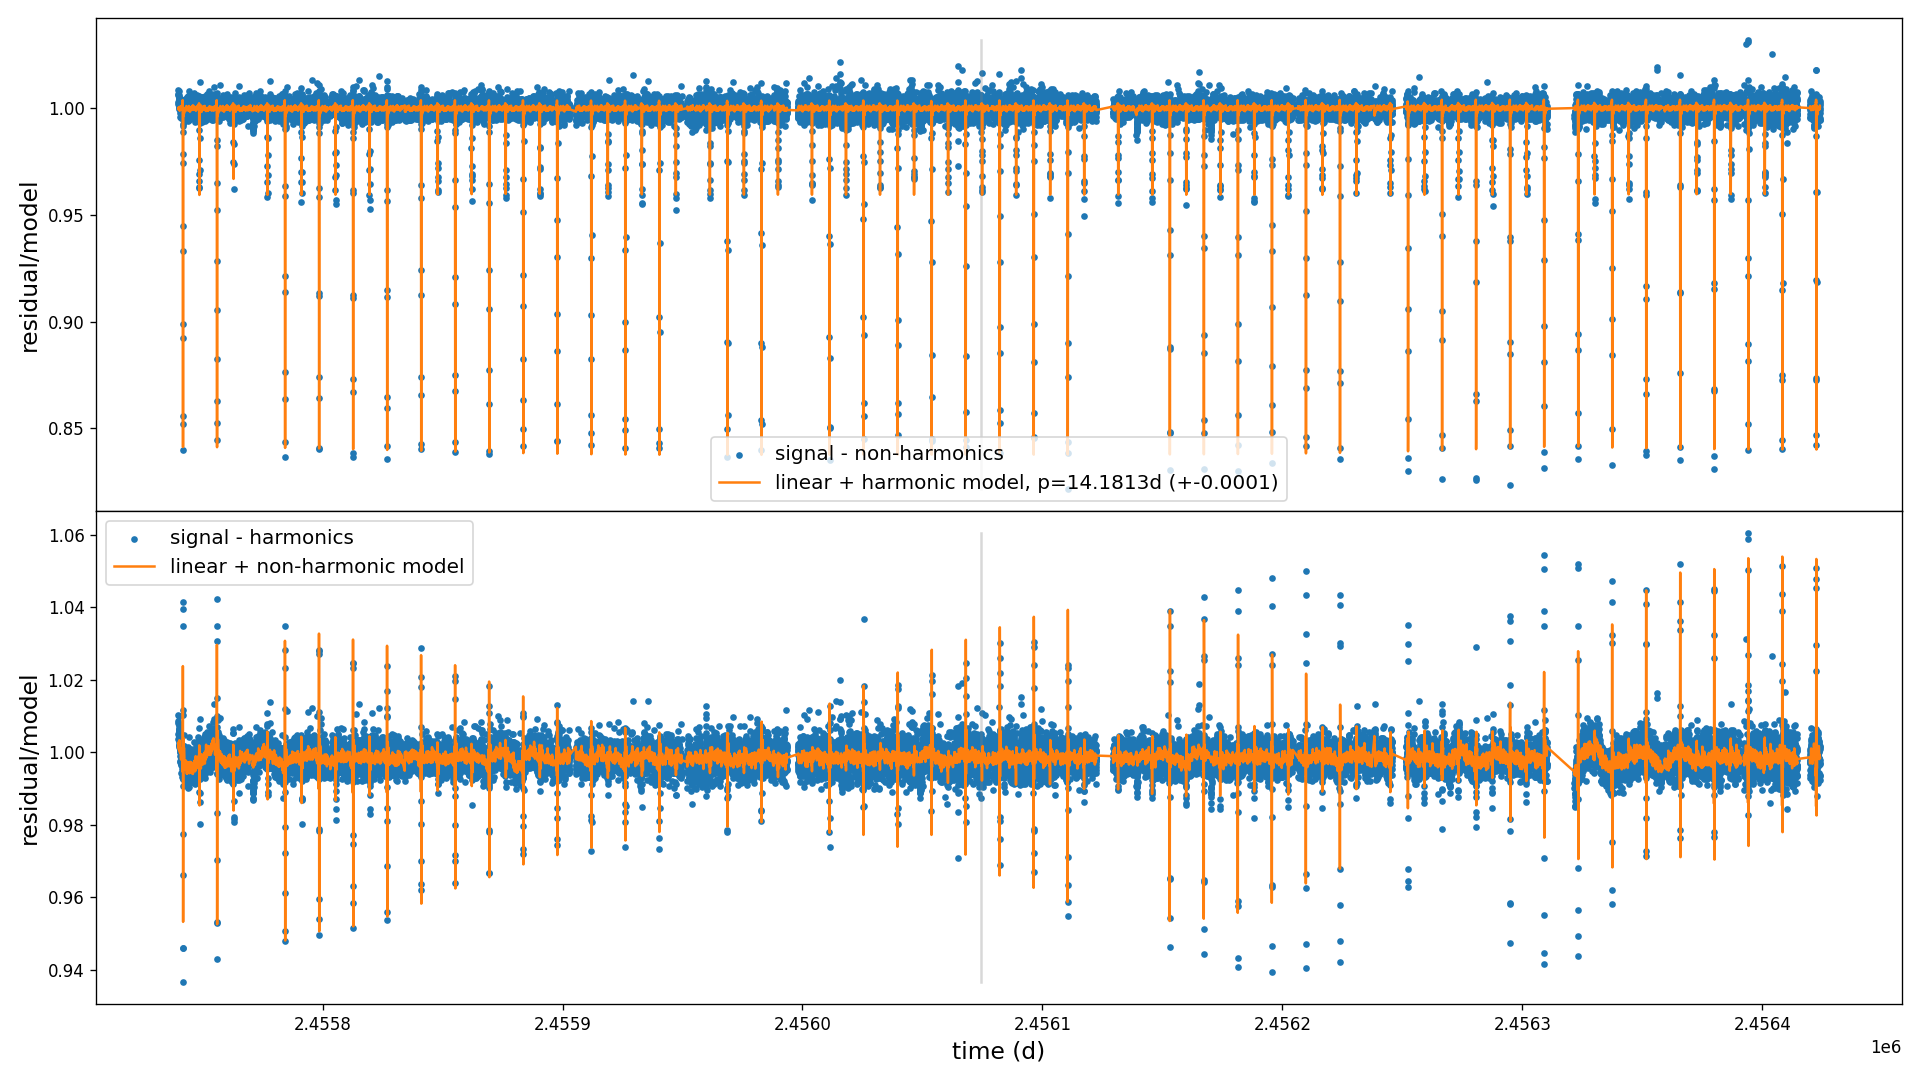 1.00
0.95
0.90
0.85
residual/model
signal - non-harmonics
linear + harmonic model, p=14.1813d (+-0.0001)
signal - harmonics
linear + non-harmonic model
1.06
1.04
1.02
1.00
0.98
0.96
0.94
residual/model
2.4558 2.4559 2.4560 2.4561 2.4562 2.4563 2.4564
1e6
time (d)